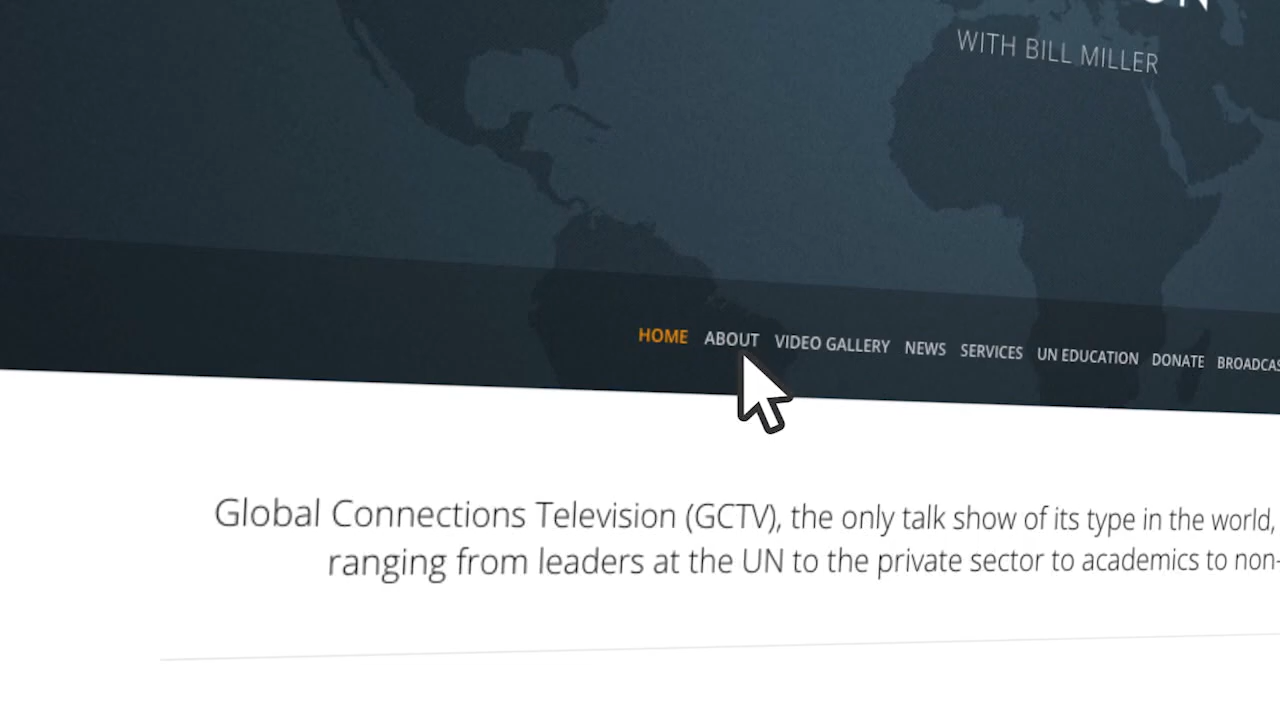 WITH BILL MILLER
HOME ABOUT VIDEO GALLERY NEWS SERVICES UN EDUCATION DONATE
Global Connections Television (GCTV), the only talk show of its type in the world,
ranging from leaders at the UN to the private sector to academics to non-